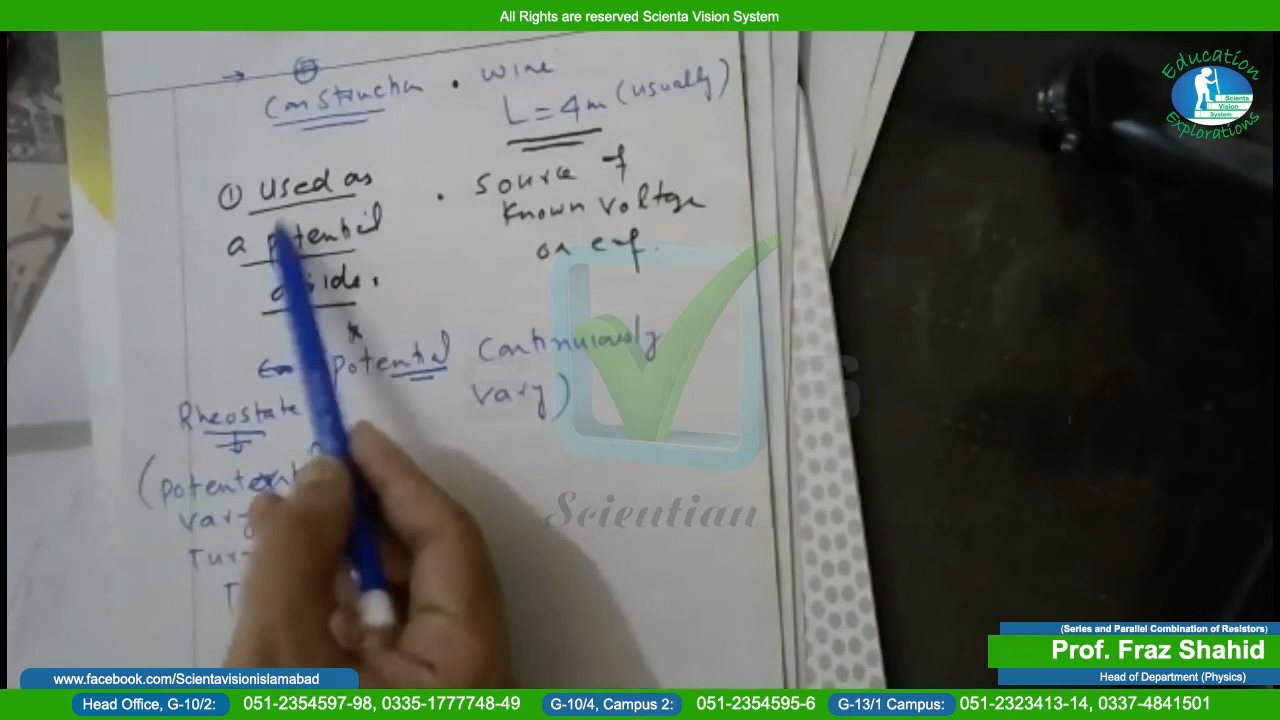 All Rights are reserved Scienta Vision System
Education
Scienta
Vision
System
Explorations
Construction . wire
L = 4m (usually)
① Used as
a potential
. Source of
Known voltage
or emf.
potential continuously
vary)
Rheostate
vary
Scientian
(Series and Parallel Combination of Resistors)
Prof. Fraz Shahid
Head of Department (Physics)
www.facebook.com/Scientavisionislamabad
Head Office, G-10/2: 051-2354597-98, 0335-1777748-49 G-10/4, Campus 2: 051-2354595-6 G-13/1 Campus: 051-2323413-14, 0337-4841501